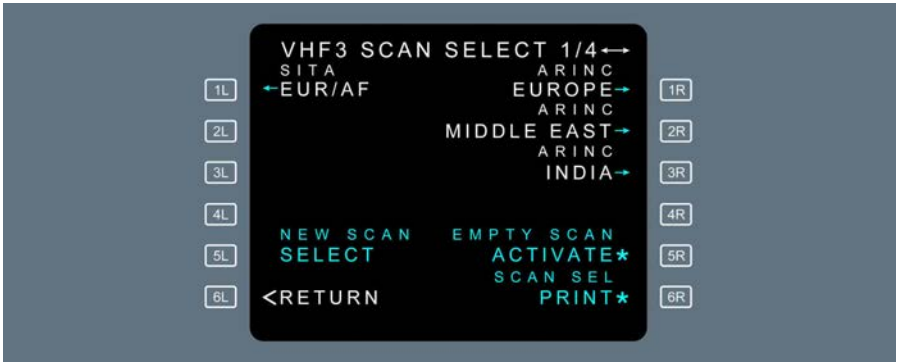 VHF3 SCAN SELECT 1/4↔
SITA ARINC
1L ←EUR/AF EUROPE→ 1R
ARINC
2L MIDDLE EAST→ 2R
ARINC
3L INDIA→ 3R
4L 4R
NEW SCAN EMPTY SCAN
5L SELECT ACTIVATE* 5R
SCAN SEL
6L <RETURN PRINT* 6R